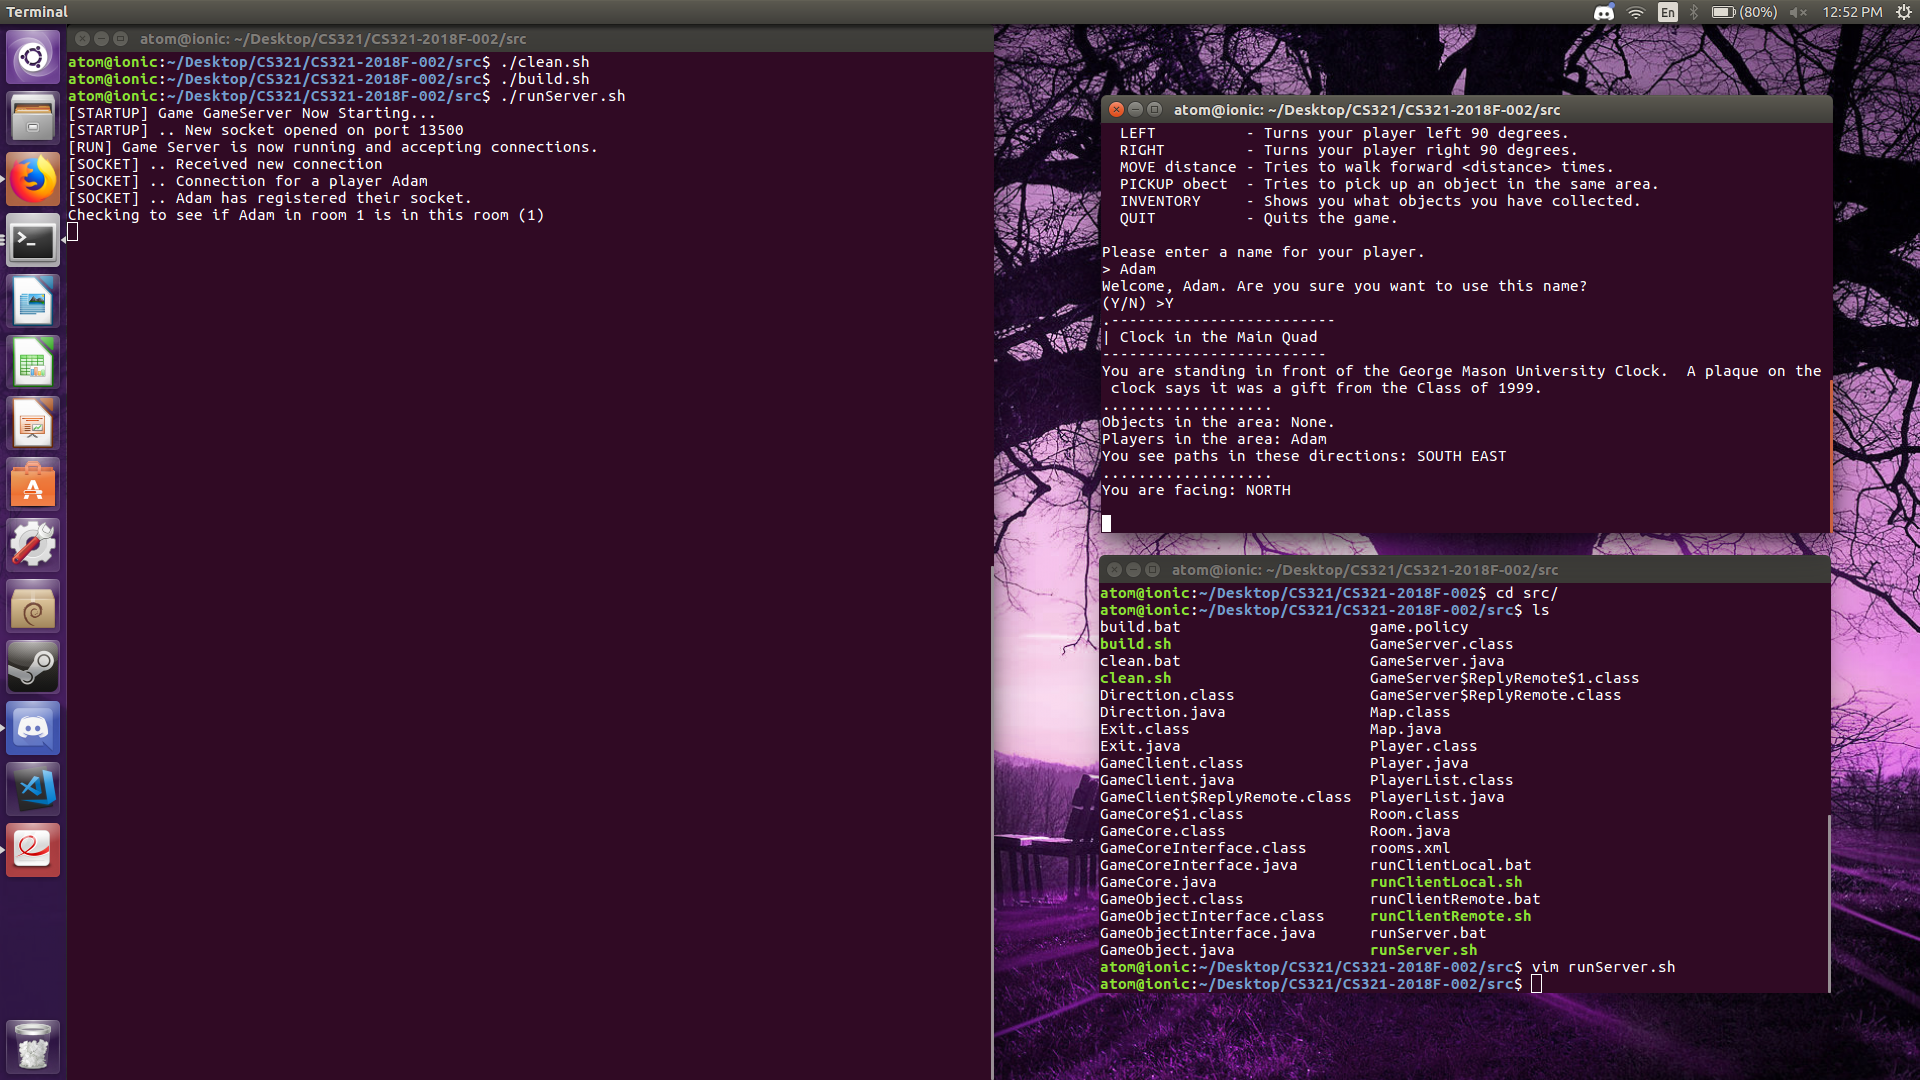 Terminal
En
(80%)
12:52 PM
atom@ionic: ~/Desktop/CS321/CS321-2018F-002/src
atom@ionic:~/Desktop/CS321/CS321-2018F-002/src$ ./clean.sh
atom@ionic:~/Desktop/CS321/CS321-2018F-002/src$ ./build.sh
atom@ionic:~/Desktop/CS321/CS321-2018F-002/src$ ./runServer.sh
[STARTUP] Game GameServer Now Starting...
[STARTUP] .. New socket opened on port 13500
[RUN] Game Server is now running and accepting connections.
[SOCKET] .. Received new connection
[SOCKET] .. Connection for a player Adam
[SOCKET] .. Adam has registered their socket.
Checking to see if Adam in room 1 is in this room (1)
atom@ionic: ~/Desktop/CS321/CS321-2018F-002/src
LEFT          - Turns your player left 90 degrees.
RIGHT         - Turns your player right 90 degrees.
MOVE distance - Tries to walk forward <distance> times.
PICKUP obect  - Tries to pick up an object in the same area.
INVENTORY     - Shows you what objects you have collected.
QUIT          - Quits the game.
Please enter a name for your player.
> Adam
Welcome, Adam. Are you sure you want to use this name?
(Y/N) >Y
.-------------------------
| Clock in the Main Quad
-------------------------
You are standing in front of the George Mason University Clock.  A plaque on the
 clock says it was a gift from the Class of 1999.
...................
Objects in the area: None.
Players in the area: Adam
You see paths in these directions: SOUTH EAST
...................
You are facing: NORTH
atom@ionic: ~/Desktop/CS321/CS321-2018F-002/src
atom@ionic:~/Desktop/CS321/CS321-2018F-002$ cd src/
atom@ionic:~/Desktop/CS321/CS321-2018F-002/src$ ls
build.bat                     game.policy
build.sh                      GameServer.class
clean.bat                     GameServer.java
clean.sh                      GameServer$ReplyRemote$1.class
Direction.class               GameServer$ReplyRemote.class
Direction.java                Map.class
Exit.class                    Map.java
Exit.java                     Player.class
GameClient.class              Player.java
GameClient.java               PlayerList.class
GameClient$ReplyRemote.class  PlayerList.java
GameCore$1.class              Room.class
GameCore.class                Room.java
GameCoreInterface.class       rooms.xml
GameCoreInterface.java        runClientLocal.bat
GameCore.java                 runClientLocal.sh
GameObject.class              runClientRemote.bat
GameObjectInterface.class     runClientRemote.sh
GameObjectInterface.java      runServer.bat
GameObject.java               runServer.sh
atom@ionic:~/Desktop/CS321/CS321-2018F-002/src$ vim runServer.sh
atom@ionic:~/Desktop/CS321/CS321-2018F-002/src$